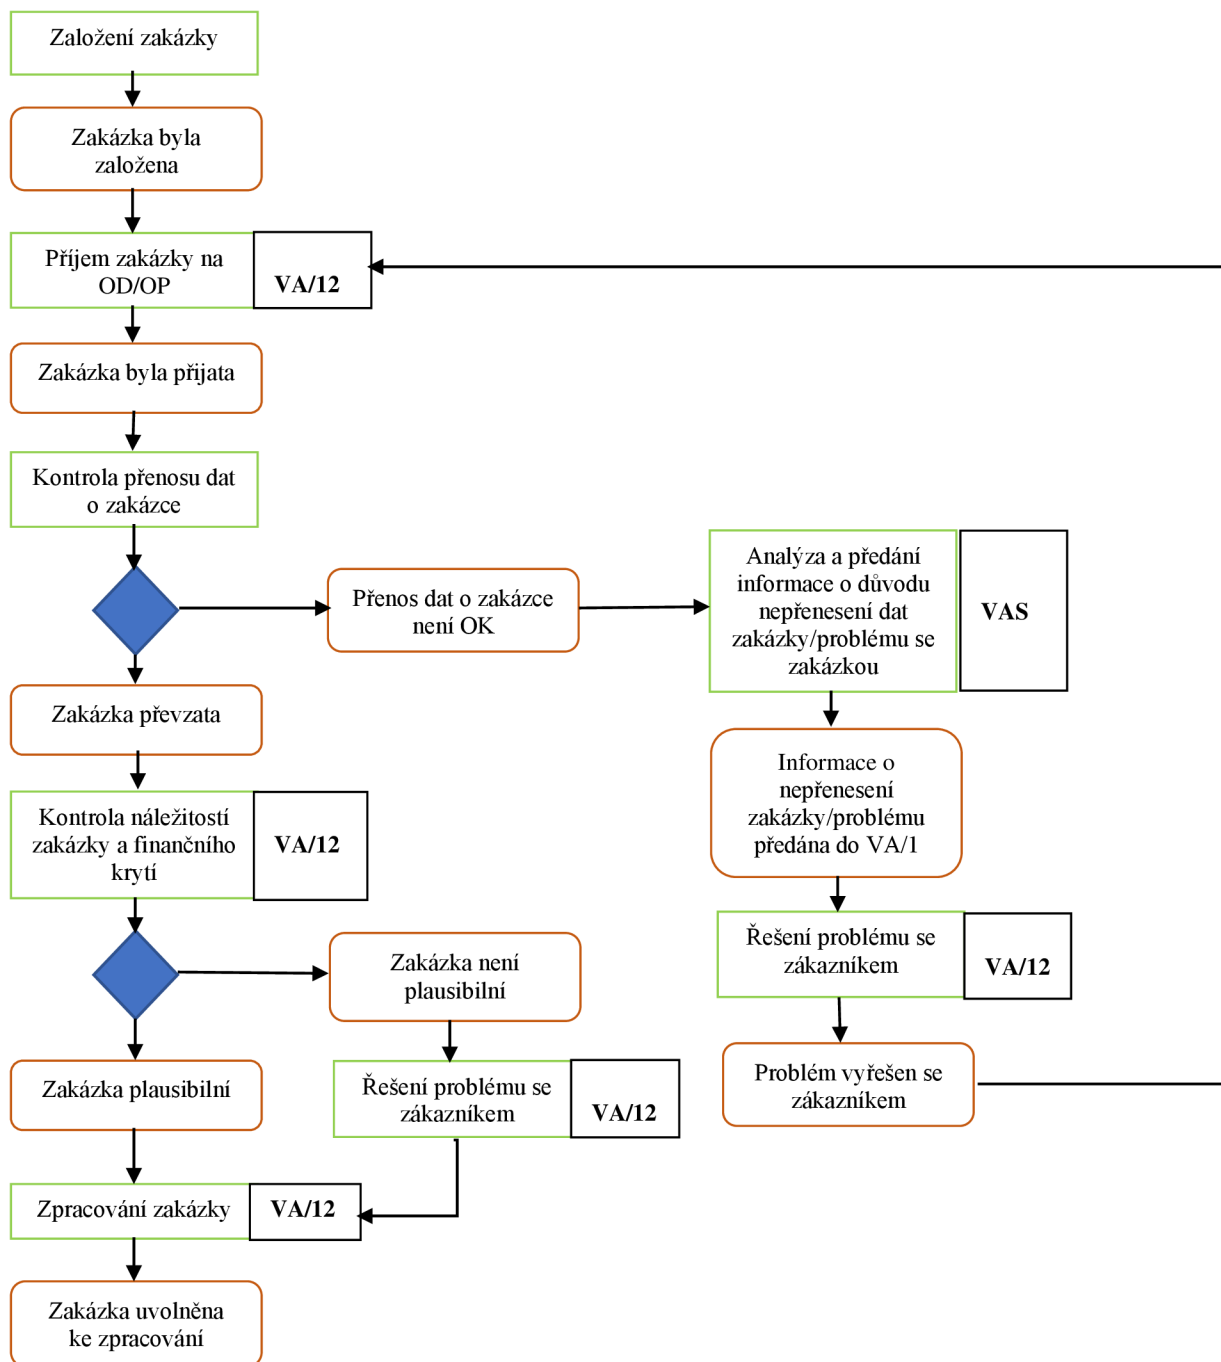 Založení zakázky
Zakázka byla
založena
Příjem zakázky na
OD/OP
VA/12
Zakázka byla přijata
Kontrola přenosu dat
o zakázce
Přenos dat o zakázce
není OK
Analýza a předání
informace o důvodu
nepřenesení dat
zakázky/problému se
zakázkou
VAS
Zakázka převzata
Informace o
nepřenesení
zakázky/problému
předána do VA/1
Kontrola náležitostí
zakázky a finančního
krytí
VA/12
Řešení problému se
zákazníkem
VA/12
Zakázka není
plausibilní
Zakázka plausibilní
Řešení problému se
zákazníkem
VA/12
Problém vyřešen se
zákazníkem
Zpracování zakázky
VA/12
Zakázka uvolněna
ke zpracování